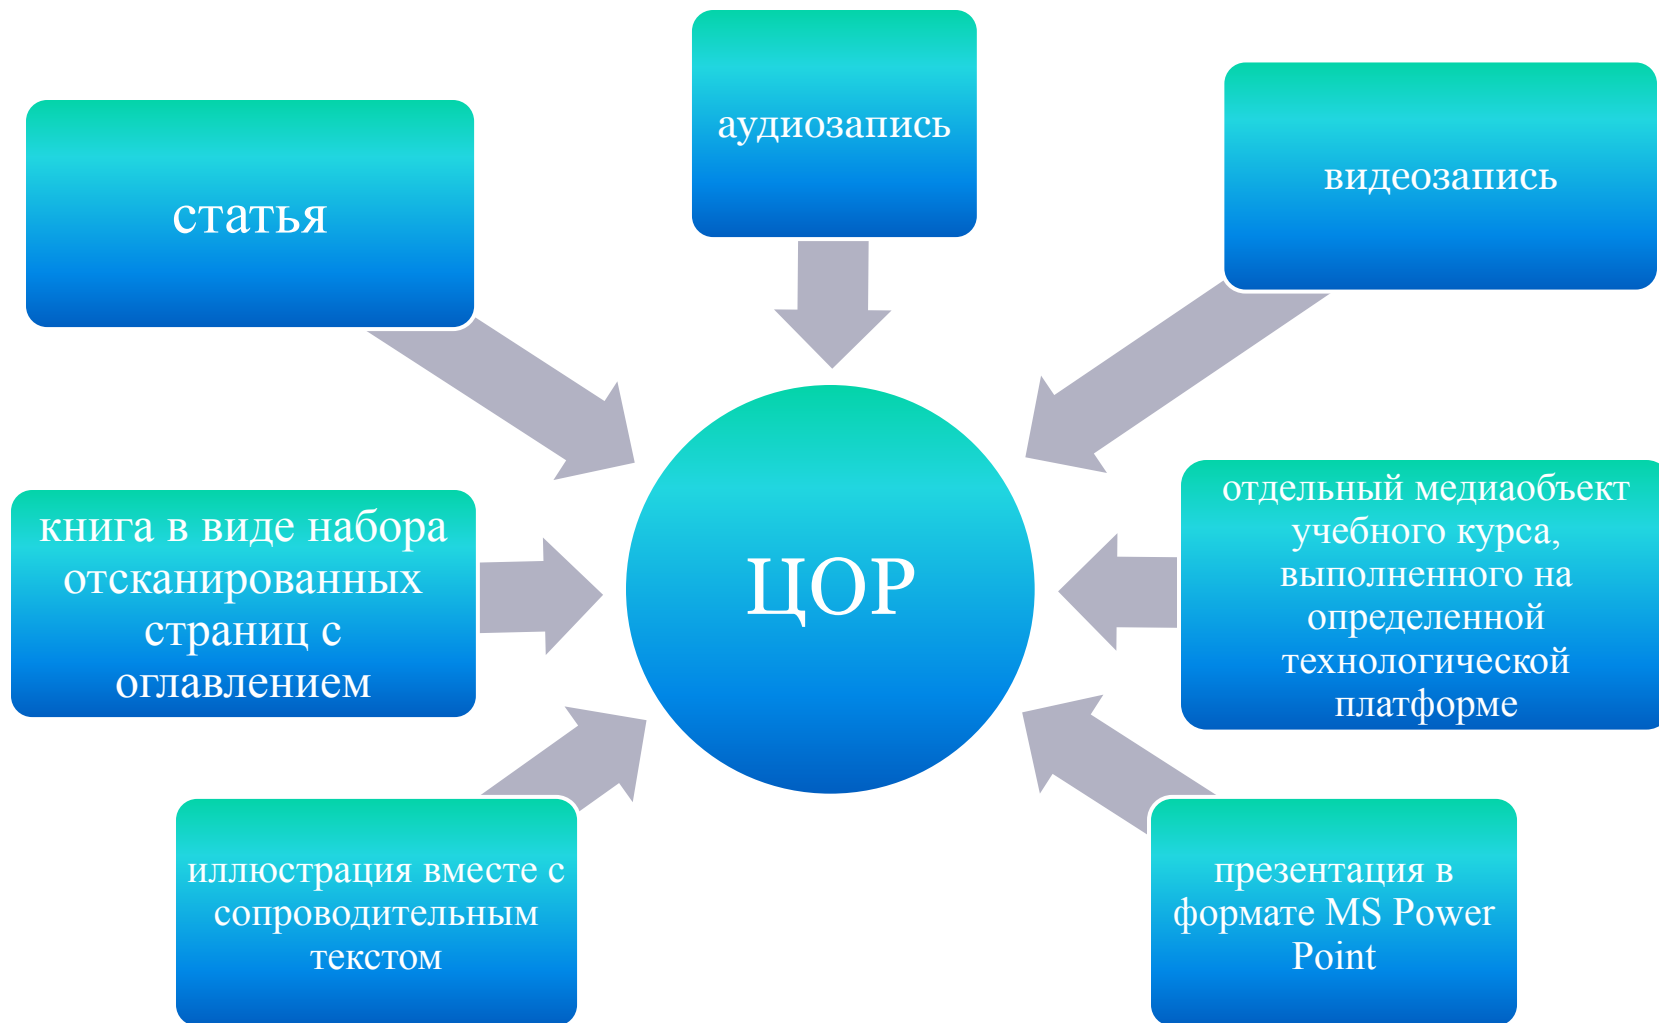 аудиозапись
видеозапись
статья
книга в виде набора
отсканированных
страниц с
оглавлением
ЦОР
отдельный медиаобъект
учебного курса,
выполненного на
определенной
технологической
платформе
иллюстрация вместе с
сопроводительным
текстом
презентация в
формате MS Power
Point